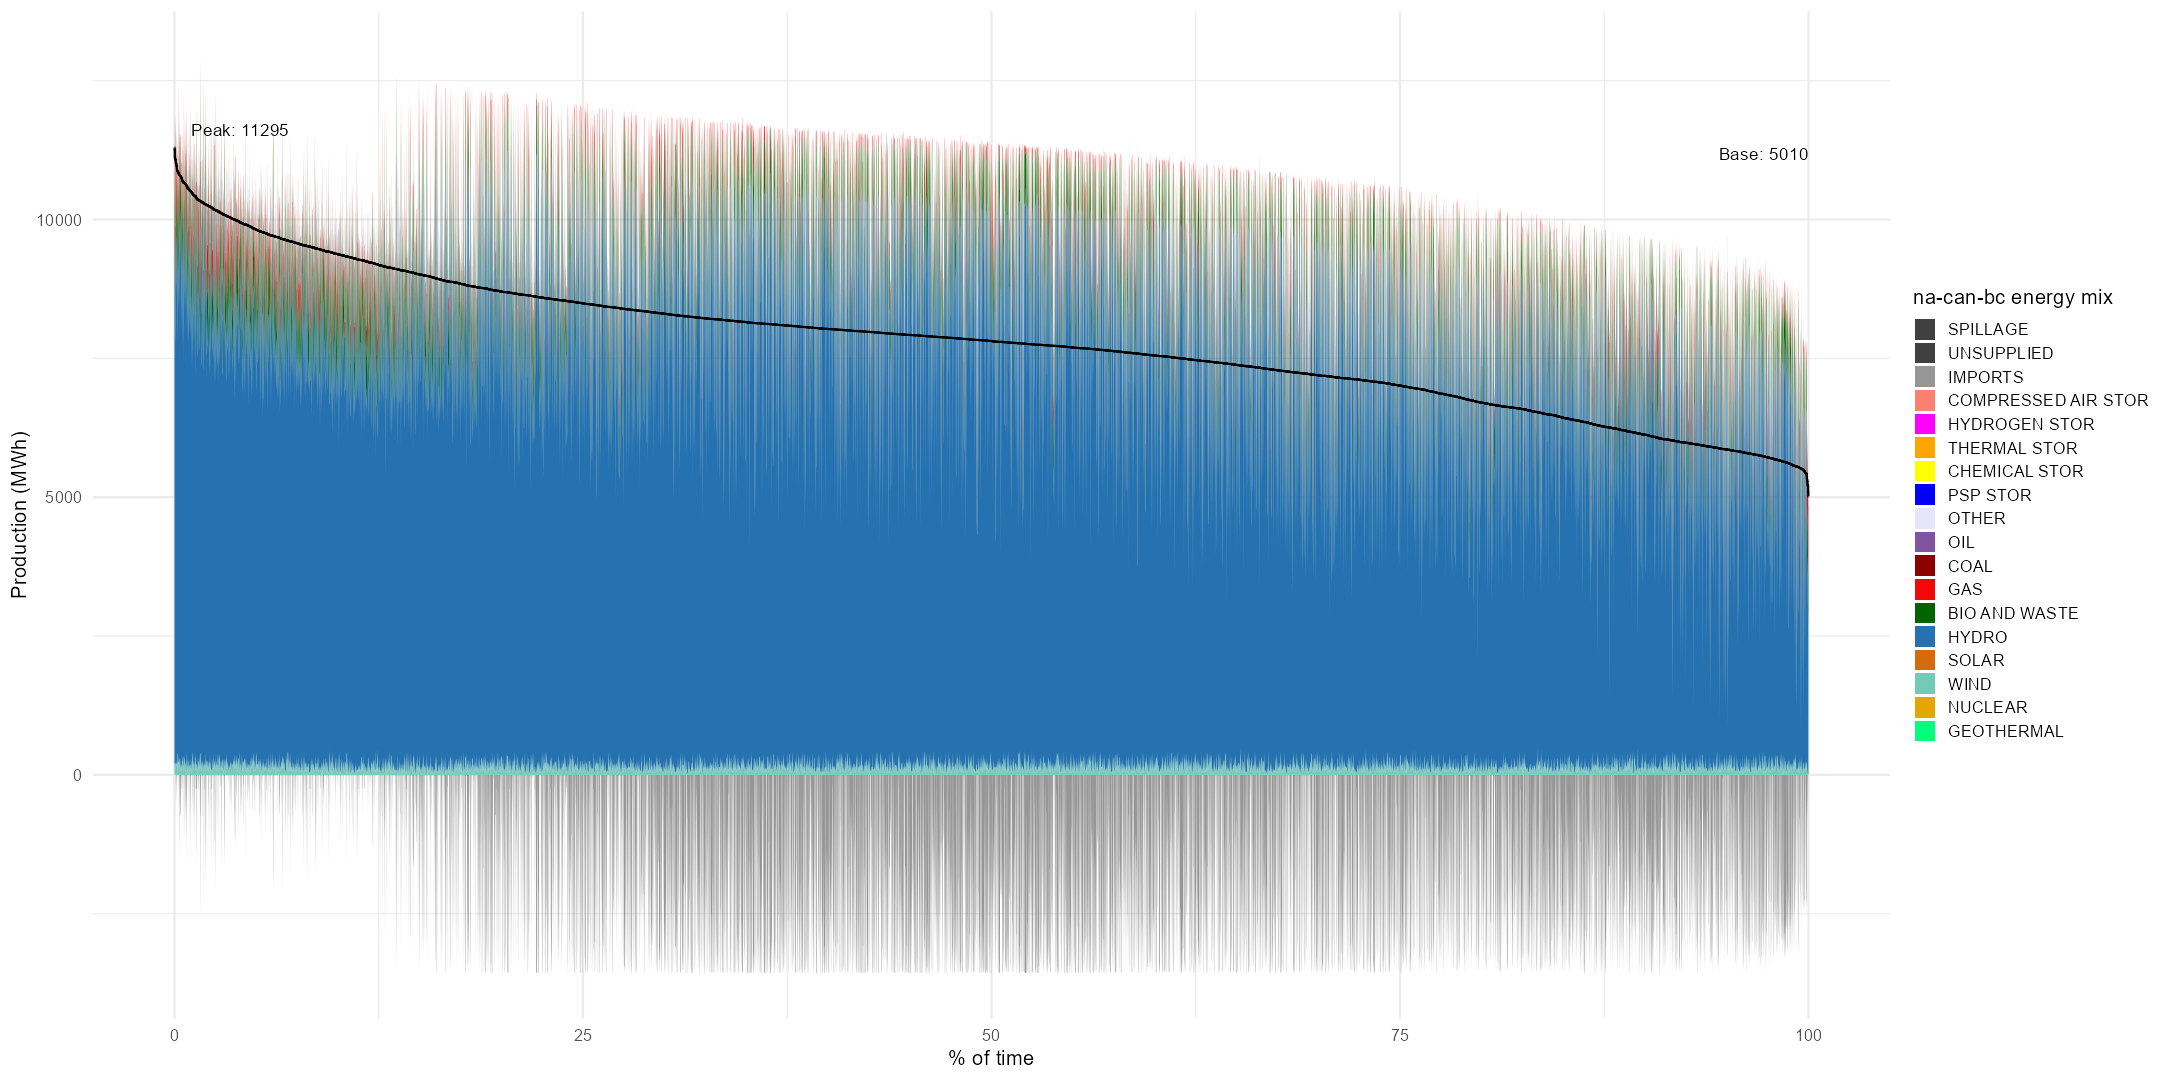 Peak: 11295
Base: 5010
10000
5000
0
Production (MWh)
0
25
50
75
100
% of time
na-can-bc energy mix
SPILLAGE
UNSUPPLIED
IMPORTS
COMPRESSED AIR STOR
HYDROGEN STOR
THERMAL STOR
CHEMICAL STOR
PSP STOR
OTHER
OIL
COAL
GAS
BIO AND WASTE
HYDRO
SOLAR
WIND
NUCLEAR
GEOTHERMAL